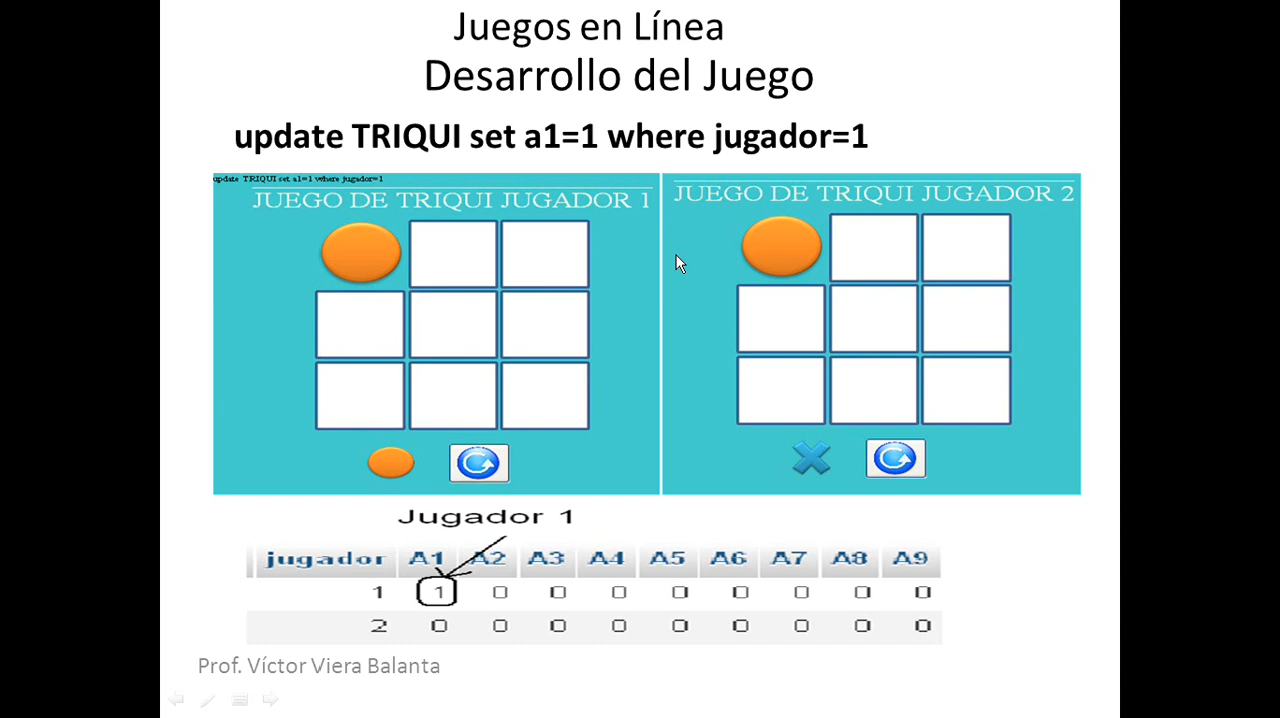 Juegos en Línea
Desarrollo del Juego
update TRIQUI set a1=1 where jugador=1
update TRIQUI set a1=1 where jugador=1
JUEGO DE TRIQUI JUGADOR 1
JUEGO DE TRIQUI JUGADOR 2
Jugador 1
jugador A1 A2 A3 A4 A5 A6 A7 A8 A9
1 1 0 0 0 0 0 0 0 0
2 0 0 0 0 0 0 0 0 0
Prof. Víctor Viera Balanta